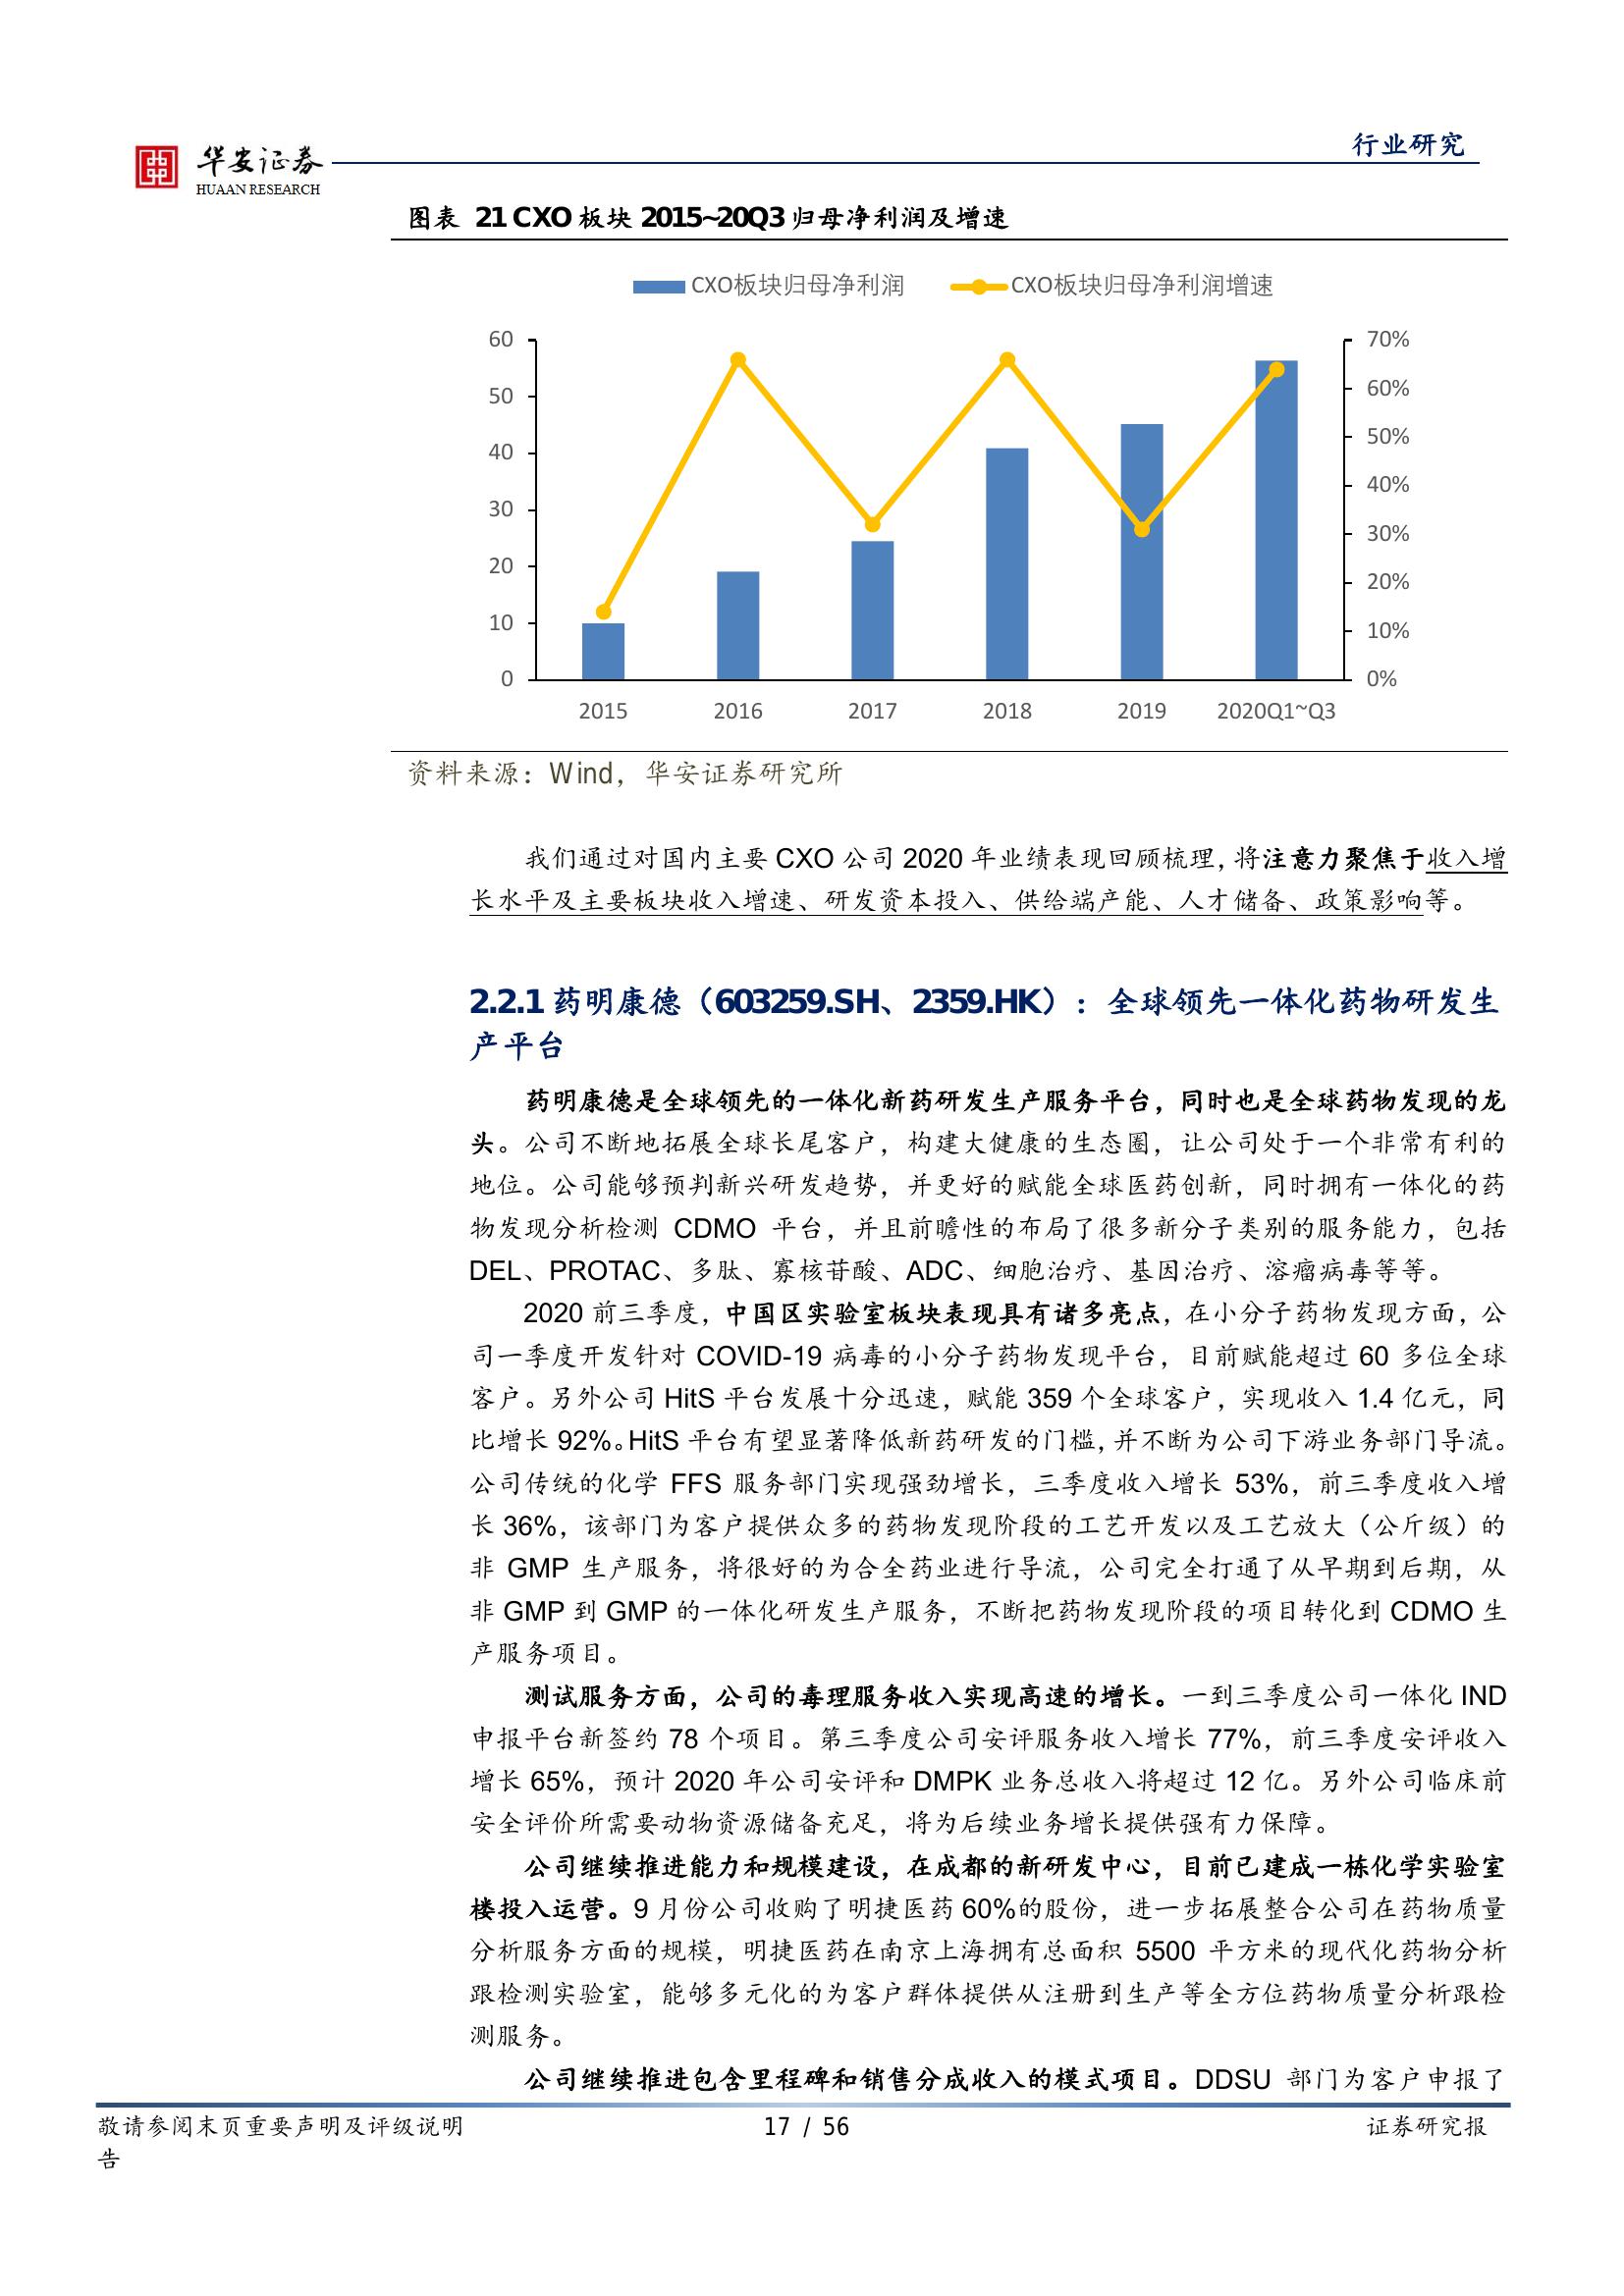 华安证券
HUAAN RESEARCH
行业研究
图表 21 CXO 板块 2015~20Q3 归母净利润及增速
CXO板块归母净利润 CXO板块归母净利润增速
60 70%
50 60%
40 50%
30 40%
20 30%
10 20%
0 10%
0%
2015 2016 2017 2018 2019 2020Q1~Q3
资料来源：Wind，华安证券研究所
我们通过对国内主要 CXO 公司 2020 年业绩表现回顾梳理，将注意力聚焦于收入增
长水平及主要板块收入增速、研发资本投入、供给端产能、人才储备、政策影响等。
2.2.1 药明康德（603259.SH、2359.HK）：全球领先一体化药物研发生
产平台
药明康德是全球领先的一体化新药研发生产服务平台，同时也是全球药物发现的龙
头。公司不断地拓展全球长尾客户，构建大健康的生态圈，让公司处于一个非常有利的
地位。公司能够预判新兴研发趋势，并更好的赋能全球医药创新，同时拥有一体化的药
物发现分析检测 CDMO 平台，并且前瞻性的布局了很多新分子类别的服务能力，包括
DEL、PROTAC、多肽、寡核苷酸、ADC、细胞治疗、基因治疗、溶瘤病毒等等。
2020 前三季度，中国区实验室板块表现具有诸多亮点，在小分子药物发现方面，公
司一季度开发针对 COVID-19 病毒的小分子药物发现平台，目前赋能超过 60 多位全球
客户。另外公司 HitS 平台发展十分迅速，赋能 359 个全球客户，实现收入 1.4 亿元，同
比增长 92%。HitS 平台有望显著降低新药研发的门槛，并不断为公司下游业务部门导流。
公司传统的化学 FFS 服务部门实现强劲增长，三季度收入增长 53%，前三季度收入增
长 36%，该部门为客户提供众多的药物发现阶段的工艺开发以及工艺放大（公斤级）的
非 GMP 生产服务，将很好的为合全药业进行导流，公司完全打通了从早期到后期，从
非 GMP 到 GMP 的一体化研发生产服务，不断把药物发现阶段的项目转化到 CDMO 生
产服务项目。
测试服务方面，公司的毒理服务收入实现高速的增长。一到三季度公司一体化 IND
申报平台新签约 78 个项目。第三季度公司安评服务收入增长 77%，前三季度安评收入
增长 65%，预计 2020 年公司安评和 DMPK 业务总收入将超过 12 亿。另外公司临床前
安全评价所需要动物资源储备充足，将为后续业务增长提供强有力保障。
公司继续推进能力和规模建设，在成都的新研发中心，目前已建成一栋化学实验室
楼投入运营。9 月份公司收购了明捷医药 60%的股份，进一步拓展整合公司在药物质量
分析服务方面的规模，明捷医药在南京上海拥有总面积 5500 平方米的现代化药物分析
跟检测实验室，能够多元化的为客户群体提供从注册到生产等全方位药物质量分析跟检
测服务。
公司继续推进包含里程碑和销售分成收入的模式项目。DDSU 部门为客户申报了
敬请参阅末页重要声明及评级说明 17 / 56 证券研究报
告